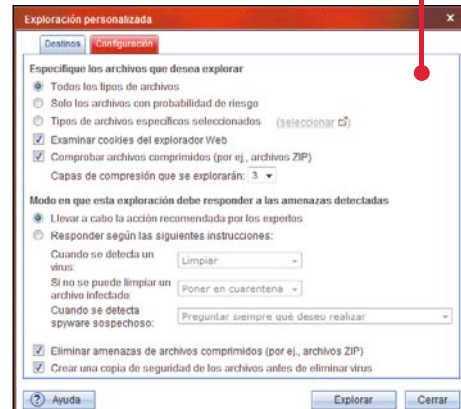 Exploración personalizada x
Destinos Configuración
Especifique los archivos que desea explorar
Todos los tipos de archivos
Solo los archivos con probabilidad de riesgo
Tipos de archivos específicos seleccionados (seleccionar)
Examinar cookies del explorador Web
Comprobar archivos comprimidos (por ej., archivos ZIP)
Capas de compresión que se explorarán: 3
Modo en que esta exploración debe responder a las amenazas detectadas
Llevar a cabo la acción recomendada por los expertos
Responder según las siguientes instrucciones:
Cuando se detecta un
virus: Limpiar
Si no se puede limpiar un
archivo infectado: Poner en cuarentena
Cuando se detecta
spyware sospechoso: Preguntar siempre qué deseo realizar
Eliminar amenazas de archivos comprimidos (por ej., archivos ZIP)
Crear una copia de seguridad de los archivos antes de eliminar virus
? Ayuda Explorar Cerrar